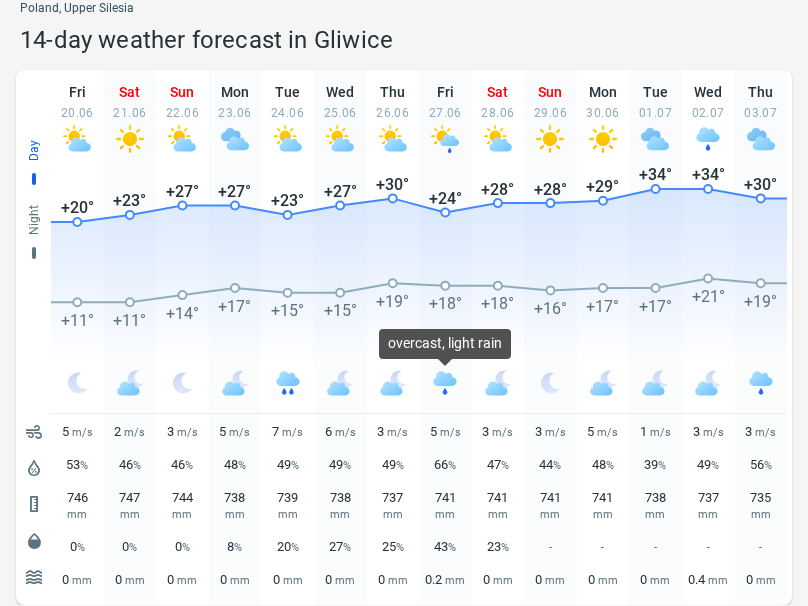 Poland, Upper Silesia
14-day weather forecast in Gliwice
Fri Sat Sun Mon Tue Wed Thu Fri Sat Sun Mon Tue Wed Thu
20.06 21.06 22.06 23.06 24.06 25.06 26.06 27.06 28.06 29.06 30.06 01.07 02.07 03.07
Day
Night
+20° +23° +27° +27° +23° +27° +30° +24° +28° +28° +29° +34° +34° +30°
+11° +11° +14° +17° +15° +15° +19° +18° +18° +16° +17° +17° +21° +19°
overcast, light rain
5 m/s 2 m/s 3 m/s 5 m/s 7 m/s 6 m/s 3 m/s 5 m/s 3 m/s 3 m/s 5 m/s 1 m/s 3 m/s 3 m/s
53% 46% 46% 48% 49% 49% 49% 66% 47% 44% 48% 39% 49% 56%
746 747 744 738 739 738 737 741 741 741 741 738 737 735
mm mm mm mm mm mm mm mm mm mm mm mm mm mm
0% 0% 0% 8% 20% 27% 25% 43% 23% - - - - -
0 mm 0 mm 0 mm 0 mm 0 mm 0 mm 0 mm 0.2 mm 0 mm 0 mm 0 mm 0 mm 0.4 mm 0 mm